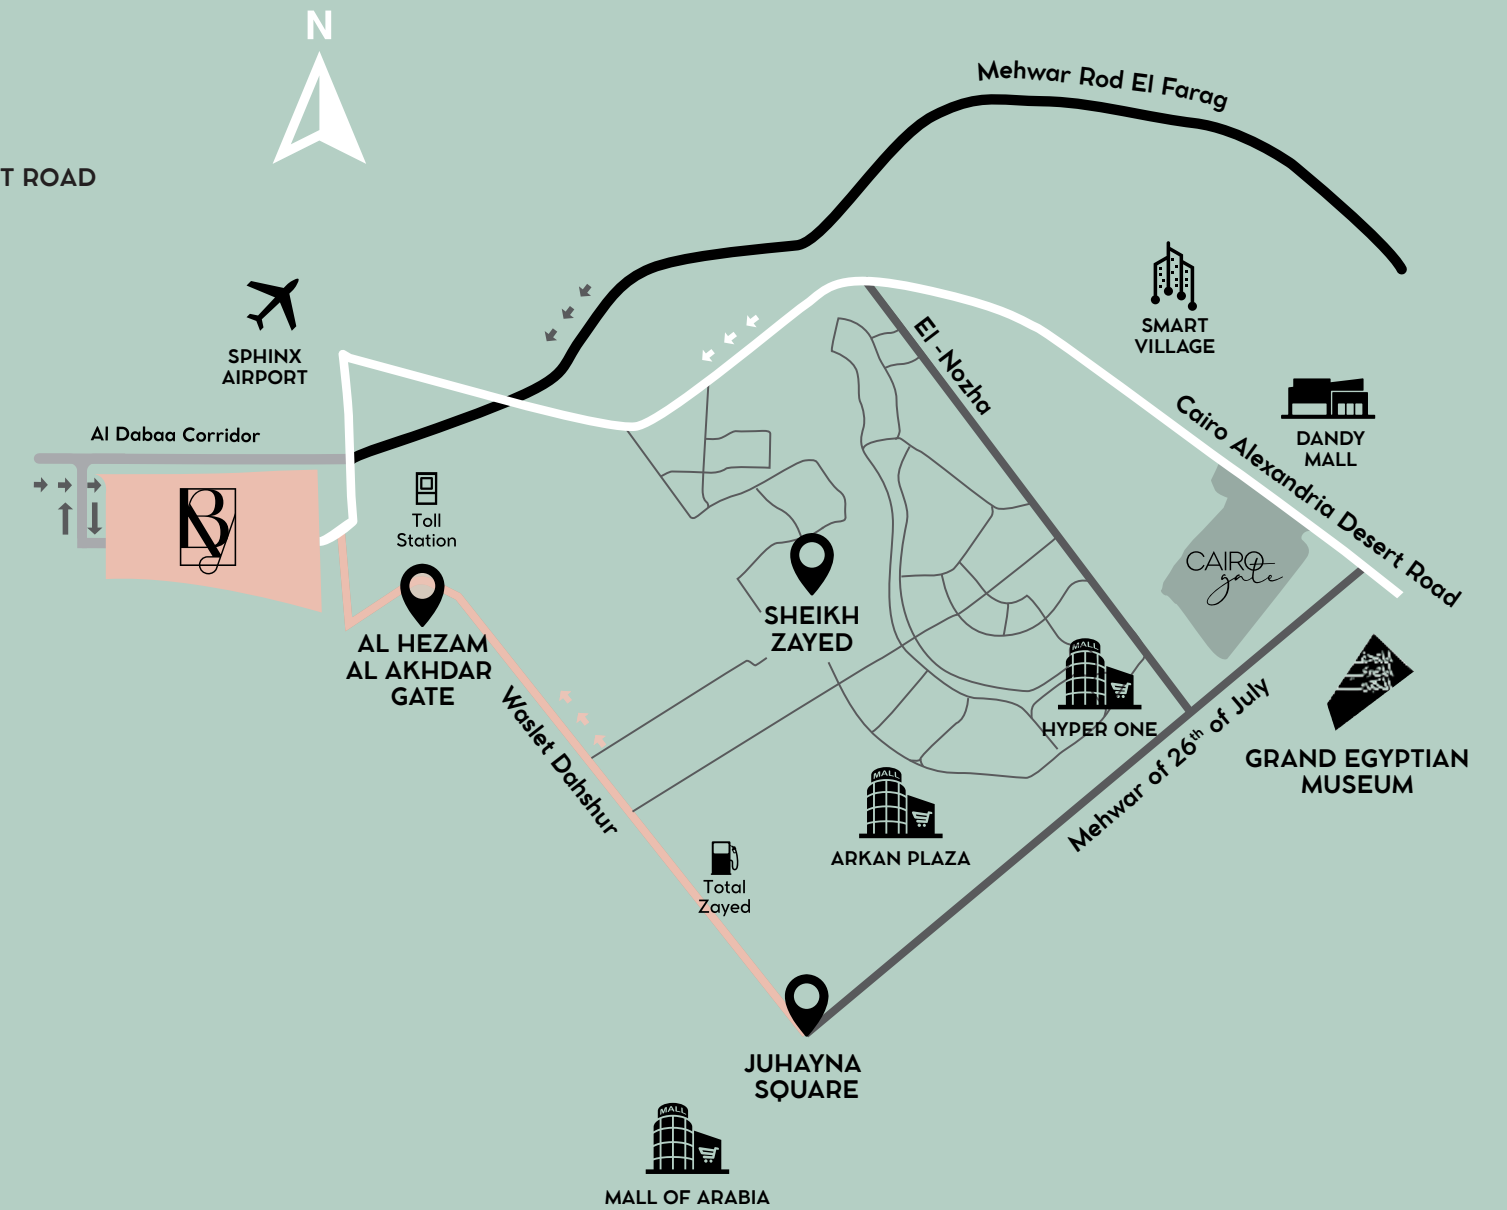 N
Mehwar Rod El Farag
T ROAD
SPHINX
AIRPORT
SMART
VILLAGE
El -Nozha
Al Dabaa Corridor
Cairo Alexandria Desert Road
DANDY
MALL
Toll
Station
CAIRO
gate
SHEIKH
ZAYED
AL HEZAM
AL AKHDAR
GATE
MALL
HYPER ONE
Waslet Dahshur
Mehwar of 26th of July
GRAND EGYPTIAN
MUSEUM
MALL
ARKAN PLAZA
Total
Zayed
JUHAYNA
SQUARE
MALL
MALL OF ARABIA